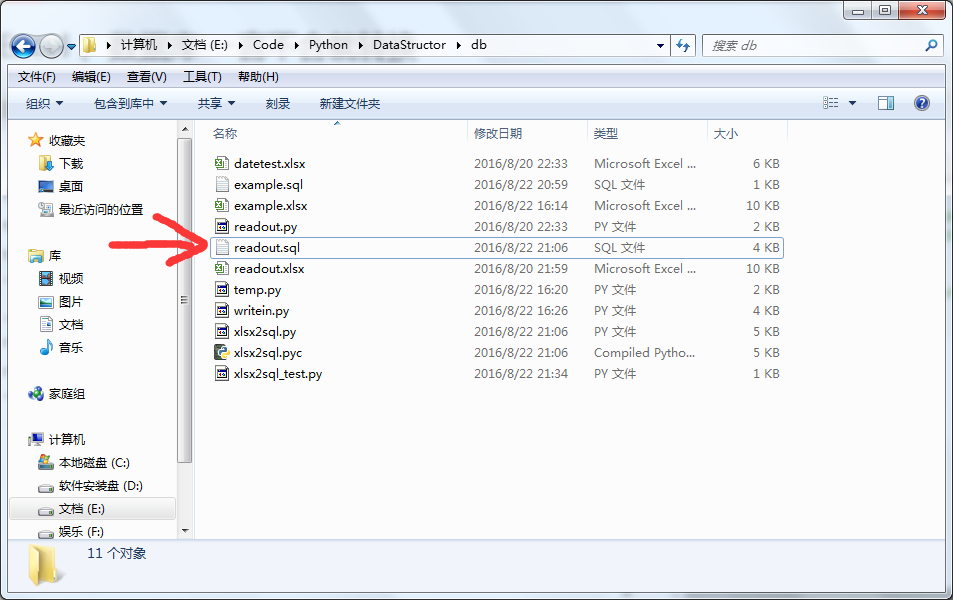 计算机 文档 (E:) Code Python DataStructor db 搜索 db
文件(F) 编辑(E) 查看(V) 工具(T) 帮助(H)
组织 包含到库中 共享 刻录 新建文件夹
收藏夹
下载
桌面
最近访问的位置
库
视频
图片
文档
音乐
家庭组
计算机
本地磁盘 (C:)
软件安装盘 (D:)
文档 (E:)
娱乐 (F:)
名称 修改日期 类型 大小
datetest.xlsx 2016/8/20 22:33 Microsoft Excel ... 6 KB
example.sql 2016/8/22 20:59 SQL 文件 1 KB
example.xlsx 2016/8/22 16:14 Microsoft Excel ... 10 KB
readout.py 2016/8/20 22:33 PY 文件 2 KB
readout.sql 2016/8/22 21:06 SQL 文件 4 KB
readout.xlsx 2016/8/20 21:59 Microsoft Excel ... 10 KB
temp.py 2016/8/22 16:20 PY 文件 2 KB
writein.py 2016/8/22 16:26 PY 文件 4 KB
xlsx2sql.py 2016/8/22 21:06 PY 文件 5 KB
xlsx2sql.pyc 2016/8/22 21:06 Compiled Pytho... 5 KB
xlsx2sql_test.py 2016/8/22 21:34 PY 文件 1 KB
11 个对象